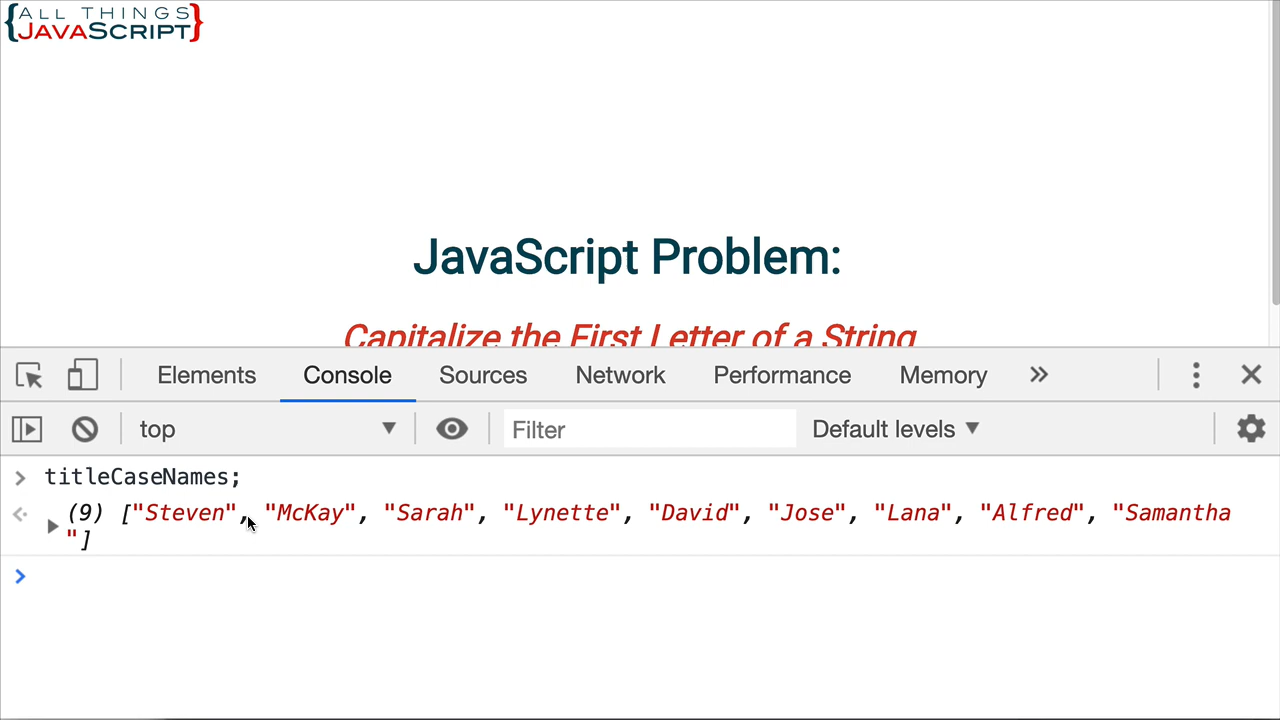 {ALL THINGS
JAVASCRIPT}
JavaScript Problem:
Capitalize the First Letter of a String
Elements Console Sources Network Performance Memory »
top ▼ Filter Default levels ▼
> titleCaseNames;
(9) ["Steven", "McKay", "Sarah", "Lynette", "David", "Jose", "Lana", "Alfred", "Samantha
"]
>